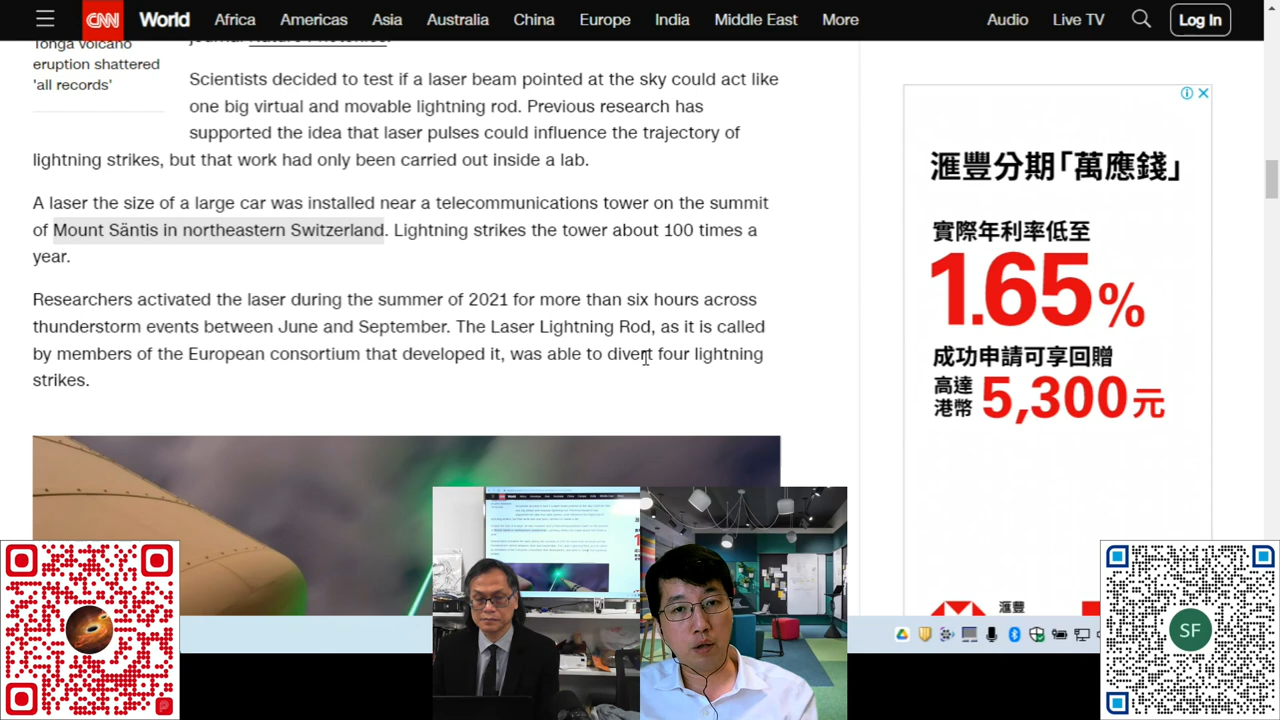 CNN World Africa Americas Asia Australia China Europe India Middle East More Audio Live TV Log In
Tonga volcano
eruption shattered
'all records'
Scientists decided to test if a laser beam pointed at the sky could act like
one big virtual and movable lightning rod. Previous research has
supported the idea that laser pulses could influence the trajectory of
lightning strikes, but that work had only been carried out inside a lab.
A laser the size of a large car was installed near a telecommunications tower on the summit
of Mount Säntis in northeastern Switzerland. Lightning strikes the tower about 100 times a
year.
Researchers activated the laser during the summer of 2021 for more than six hours across
thunderstorm events between June and September. The Laser Lightning Rod, as it is called
by members of the European consortium that developed it, was able to divert four lightning
strikes.
滙豐分期「萬應錢」
實際年利率低至
1.65%
成功申請可享回贈
高達
港幣 5,300元
滙豐
SF